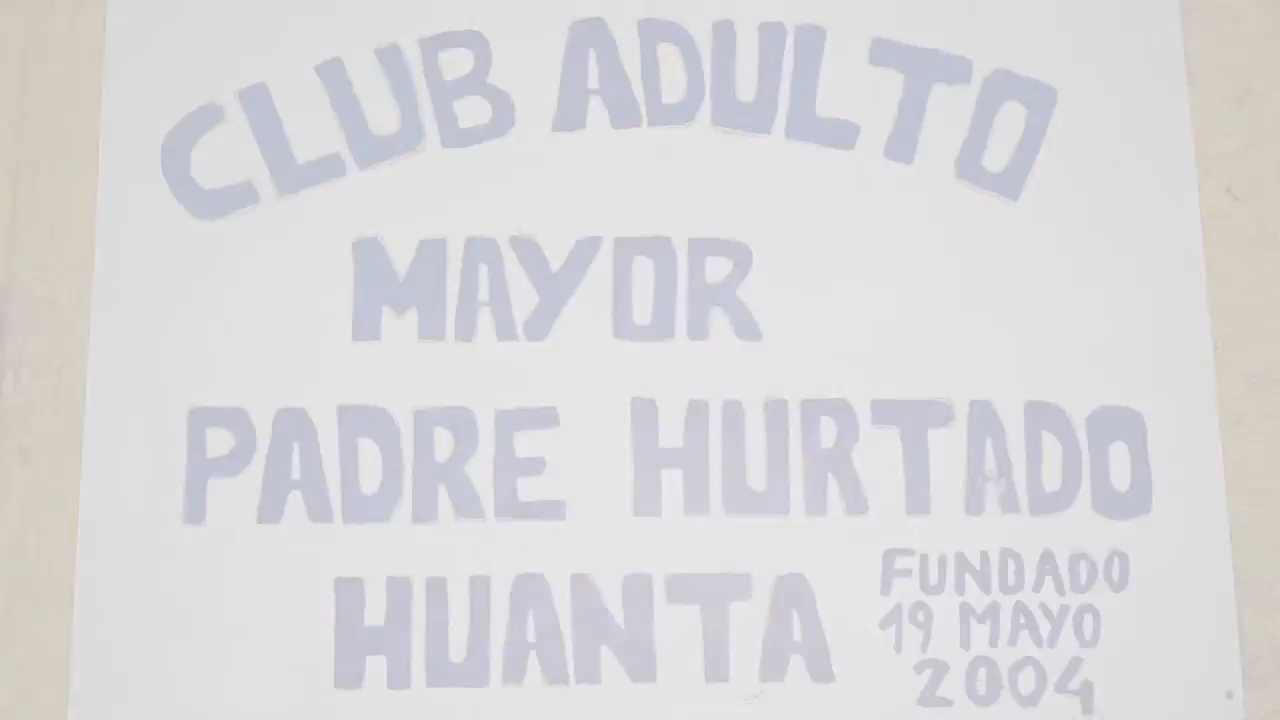 CLUB ADULTO
MAYOR
PADRE HURTADO
HUANTA
FUNDADO
19 MAYO
2004